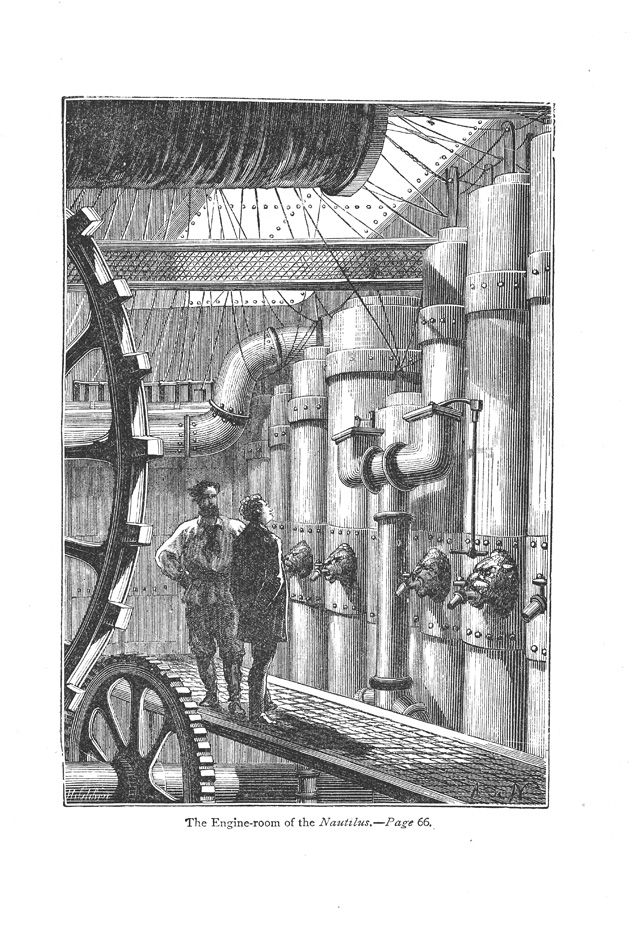 The Engine-room of the Nautilus.—Page 66.